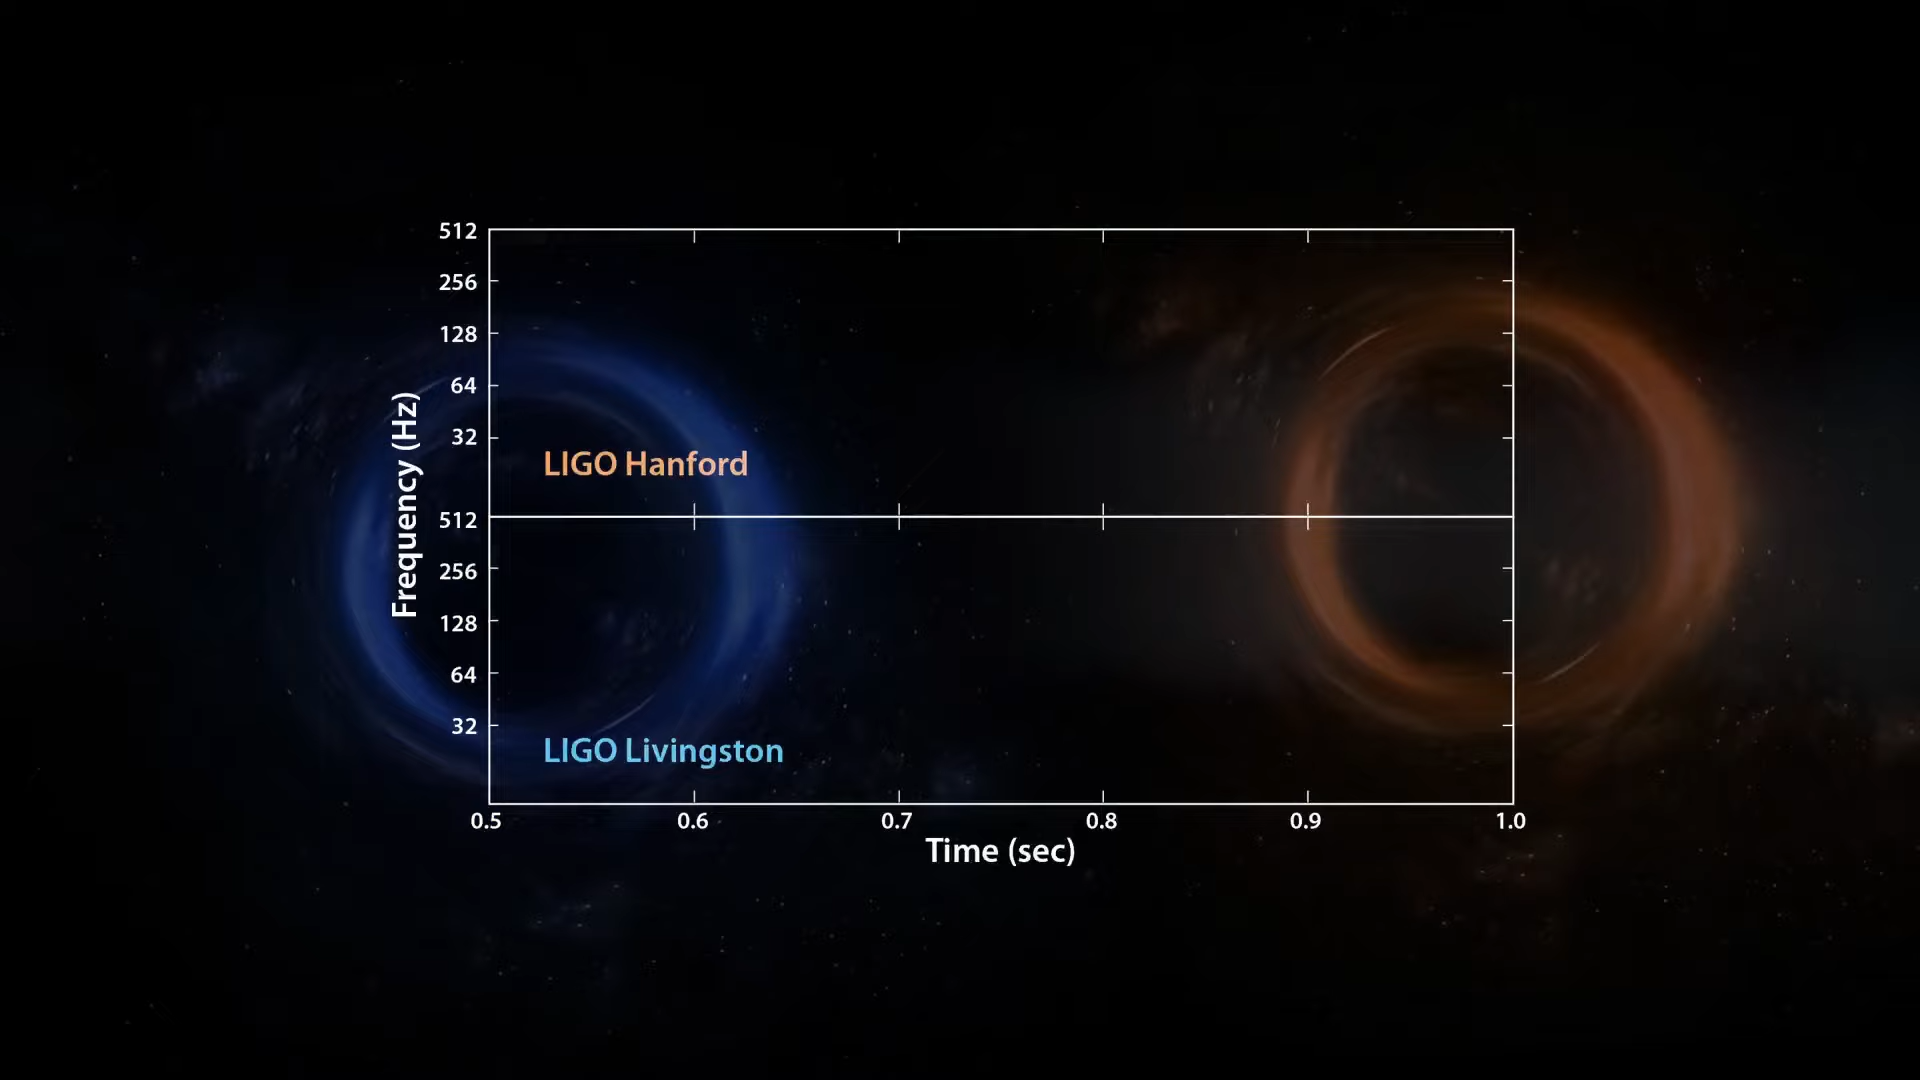 512
256
128
64
32
LIGO Hanford
Frequency (Hz)
512
256
128
64
32
LIGO Livingston
0.5 0.6 0.7 0.8 0.9 1.0
Time (sec)